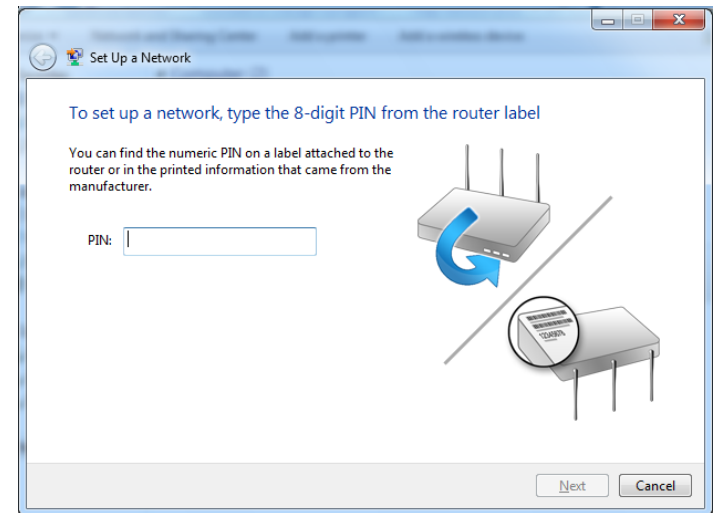 Set Up a Network
To set up a network, type the 8-digit PIN from the router label
You can find the numeric PIN on a label attached to the
router or in the printed information that came from the
manufacturer.
PIN:
12345678
Next
Cancel